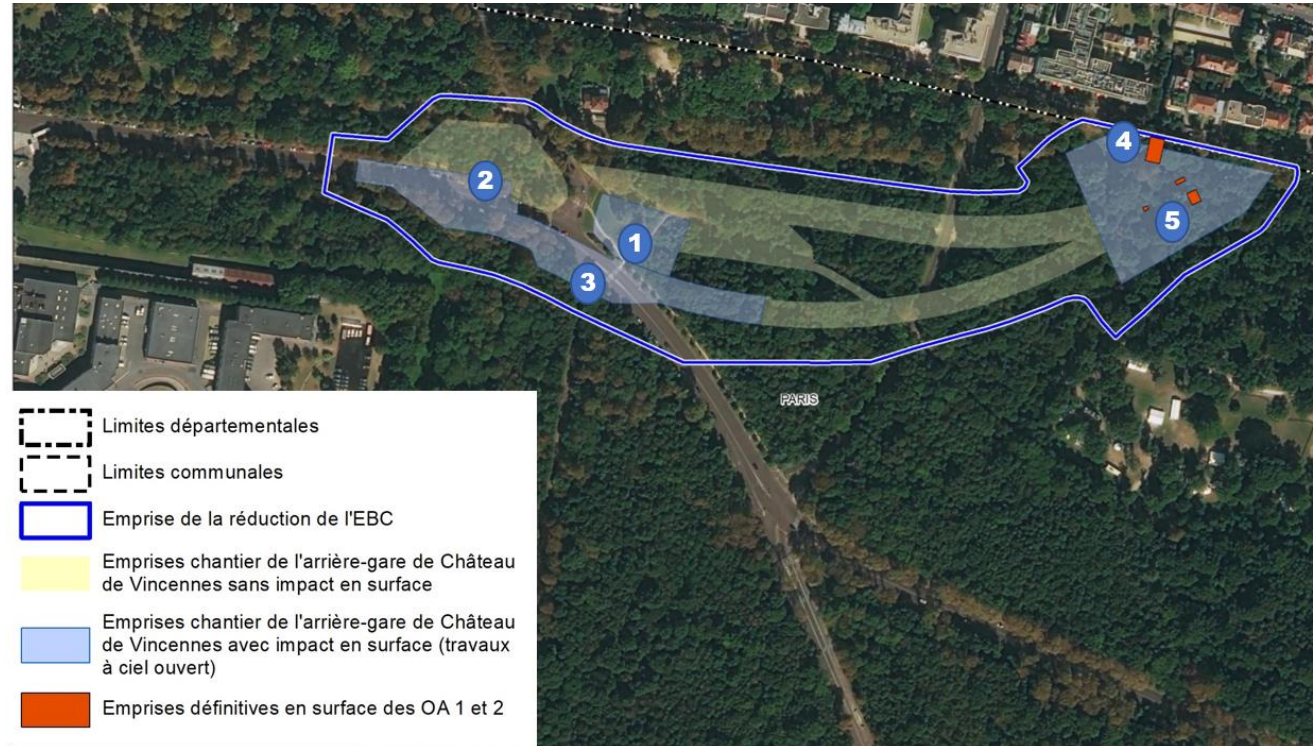 4
2
5
1
3
PARIS
Limites départementales
Limites communales
Emprise de la réduction de l'EBC
Emprises chantier de l'arrière-gare de Château
de Vincennes sans impact en surface
Emprises chantier de l'arrière-gare de Château
de Vincennes avec impact en surface (travaux
à ciel ouvert)
Emprises définitives en surface des OA 1 et 2